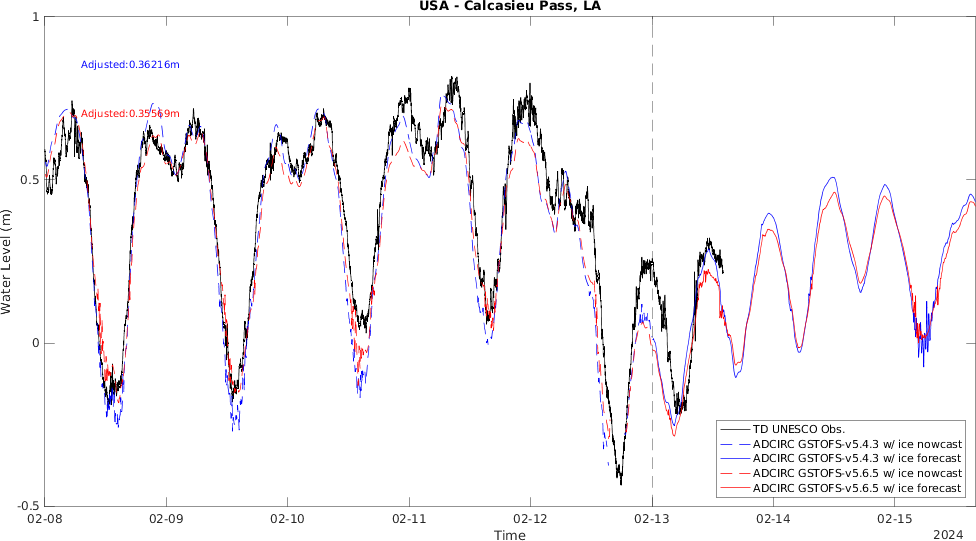 USA - Calcasieu Pass, LA
1
Adjusted:0.36216m
Adjusted:0.35569m
0.5
0
-0.5
Water Level (m)
02-08 02-09 02-10 02-11 02-12 02-13 02-14 02-15
Time
2024
TD UNESCO Obs.
ADCIRC GSTOFS-v5.4.3 w/ ice nowcast
ADCIRC GSTOFS-v5.4.3 w/ ice forecast
ADCIRC GSTOFS-v5.6.5 w/ ice nowcast
ADCIRC GSTOFS-v5.6.5 w/ ice forecast